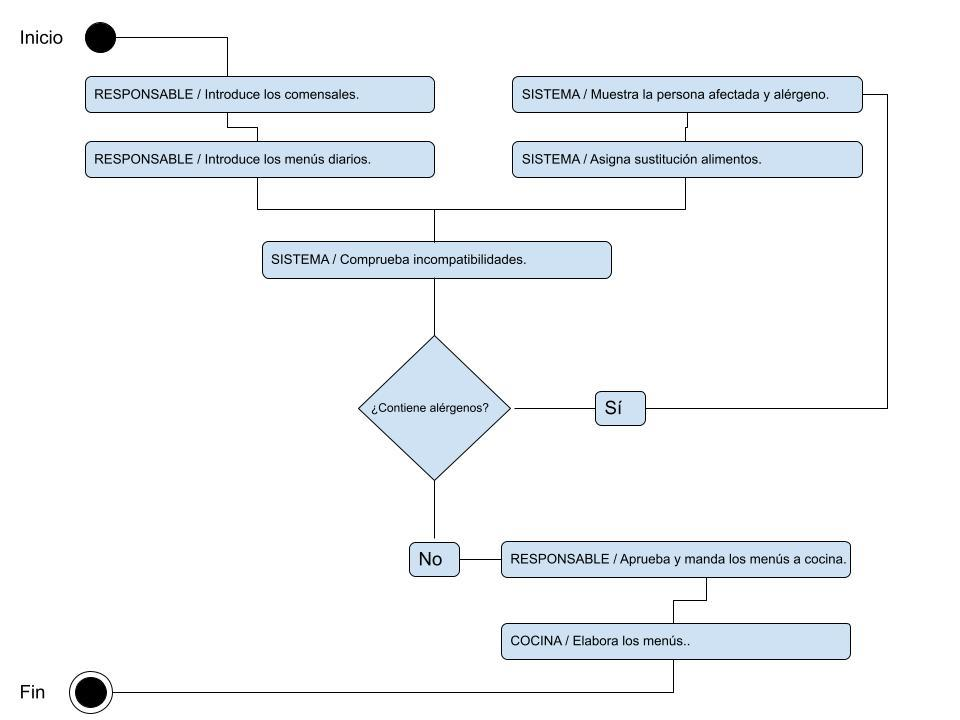 Inicio
RESPONSABLE / Introduce los comensales.
SISTEMA / Muestra la persona afectada y alérgeno.
RESPONSABLE / Introduce los menús diarios.
SISTEMA / Asigna sustitución alimentos.
SISTEMA / Comprueba incompatibilidades.
¿Contiene alérgenos?
Sí
No
RESPONSABLE / Aprueba y manda los menús a cocina.
COCINA / Elabora los menús..
Fin